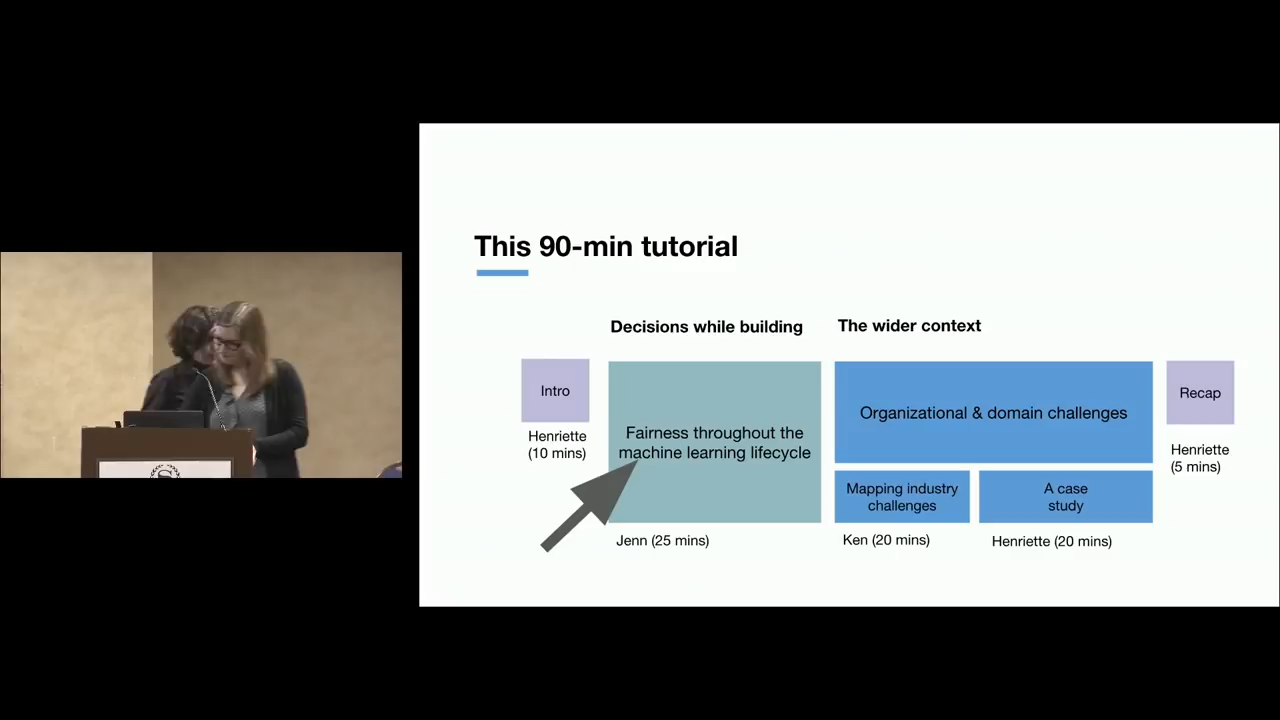 This 90-min tutorial
Decisions while building
The wider context
Intro
Henriette
(10 mins)
Fairness throughout the
machine learning lifecycle
Jenn (25 mins)
Organizational & domain challenges
Mapping industry
challenges
Ken (20 mins)
A case
study
Henriette (20 mins)
Recap
Henriette
(5 mins)
S